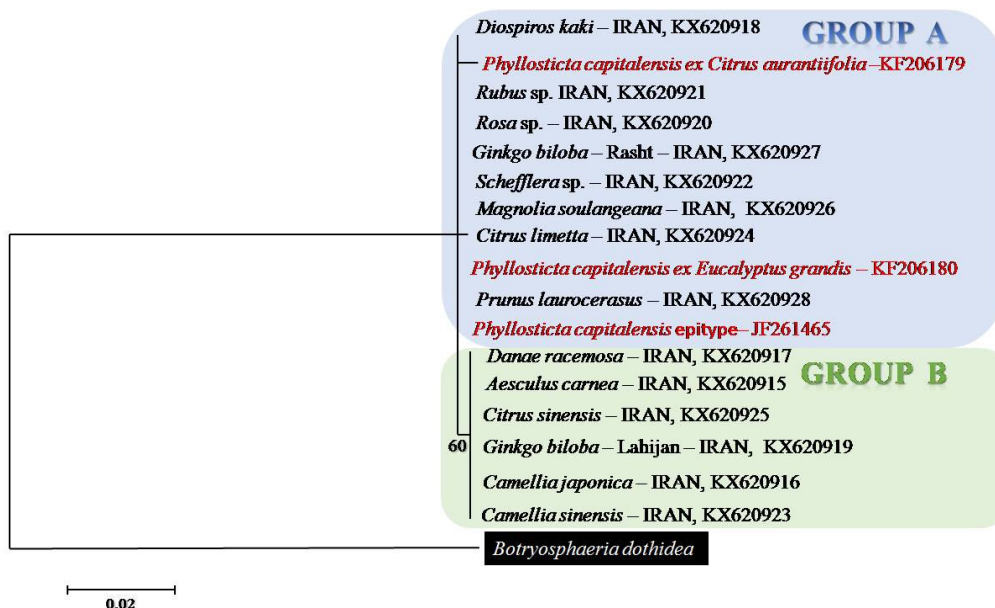 Diospiros kaki – IRAN, KX620918
GROUP A
Phyllosticta capitalensis ex Citrus aurantiifolia –KF206179
Rubus sp. IRAN, KX620921
Rosa sp. – IRAN, KX620920
Ginkgo biloba – Rasht – IRAN, KX620927
Schefflera sp. – IRAN, KX620922
Magnolia soulangeana – IRAN, KX620926
Citrus limetta – IRAN, KX620924
Phyllosticta capitalensis ex Eucalyptus grandis – KF206180
Prunus laurocerasus – IRAN, KX620928
Phyllosticta capitalensis epitype– JF261465
Danae racemosa – IRAN, KX620917
GROUP B
Aesculus carnea – IRAN, KX620915
Citrus sinensis – IRAN, KX620925
60
Ginkgo biloba – Lahijan – IRAN, KX620919
Camellia japonica – IRAN, KX620916
Camellia sinensis – IRAN, KX620923
Botryosphaeria dothidea
0.02